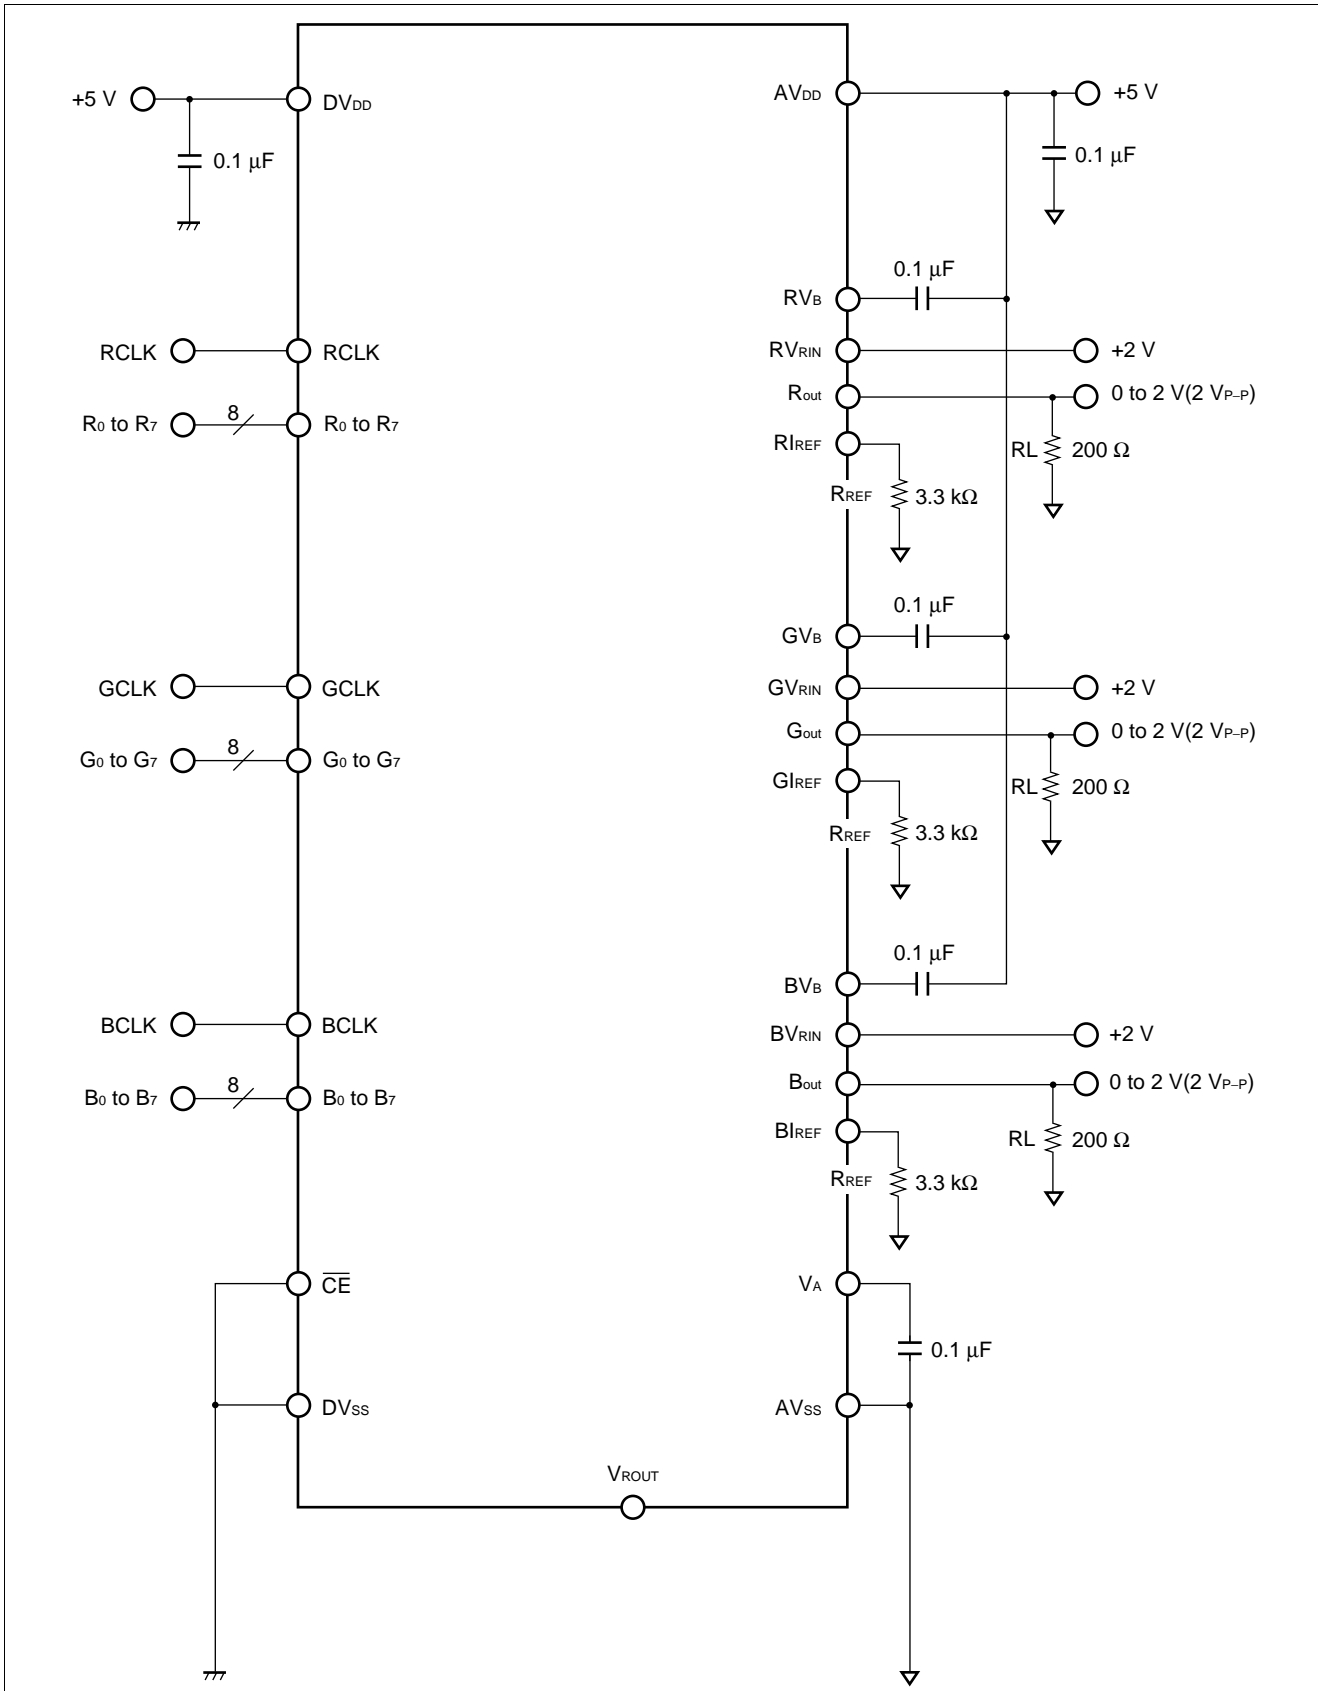 +5 V
DVDD
AVDD
+5 V
0.1 µF
0.1 µF
0.1 µF
RVB
RCLK
RCLK
RVRIN
+2 V
Rout
0 to 2 V(2 VP–P)
R0 to R7
8
R0 to R7
RIREF
RL
200 Ω
RREF
3.3 kΩ
0.1 µF
GVB
GCLK
GCLK
GVRIN
+2 V
Gout
0 to 2 V(2 VP–P)
G0 to G7
8
G0 to G7
GIREF
RL
200 Ω
RREF
3.3 kΩ
0.1 µF
BVB
BCLK
BCLK
BVRIN
+2 V
Bout
0 to 2 V(2 VP–P)
B0 to B7
8
B0 to B7
BIREF
RL
200 Ω
RREF
3.3 kΩ
CE
VA
0.1 µF
DVSS
AVSS
VROUT